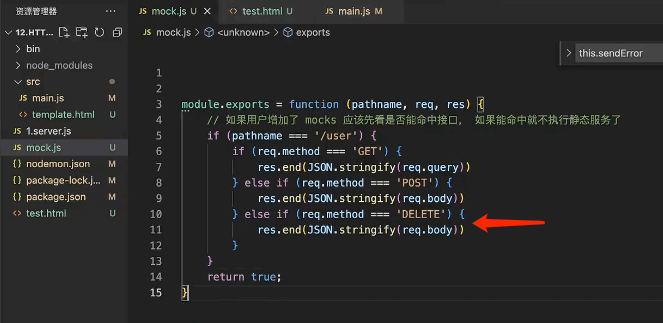 资源管理器 ···
JS mock.js U × <> test.html U JS main.js M
12.HTT...
JS mock.js > <unknown> > exports
> this.sendError
> bin
> node_modules
src
JS main.js M
<> template.html U
JS 1.server.js
JS mock.js U
{} nodemon.json M
{} package-lock.j... M
{} package.json M
<> test.html U
1
2
3 module.exports = function (pathname, req, res) {
4 // 如果用户增加了 mocks 应该先看是否能命中接口, 如果能命中就不执行静态服务了
5 if (pathname === '/user') {
6 if (req.method === 'GET') {
7 res.end(JSON.stringify(req.query))
8 } else if (req.method === 'POST') {
9 res.end(JSON.stringify(req.body))
10 } else if (req.method === 'DELETE') {
11 res.end(JSON.stringify(req.body))
12 }
13 }
14 return true;
15 }